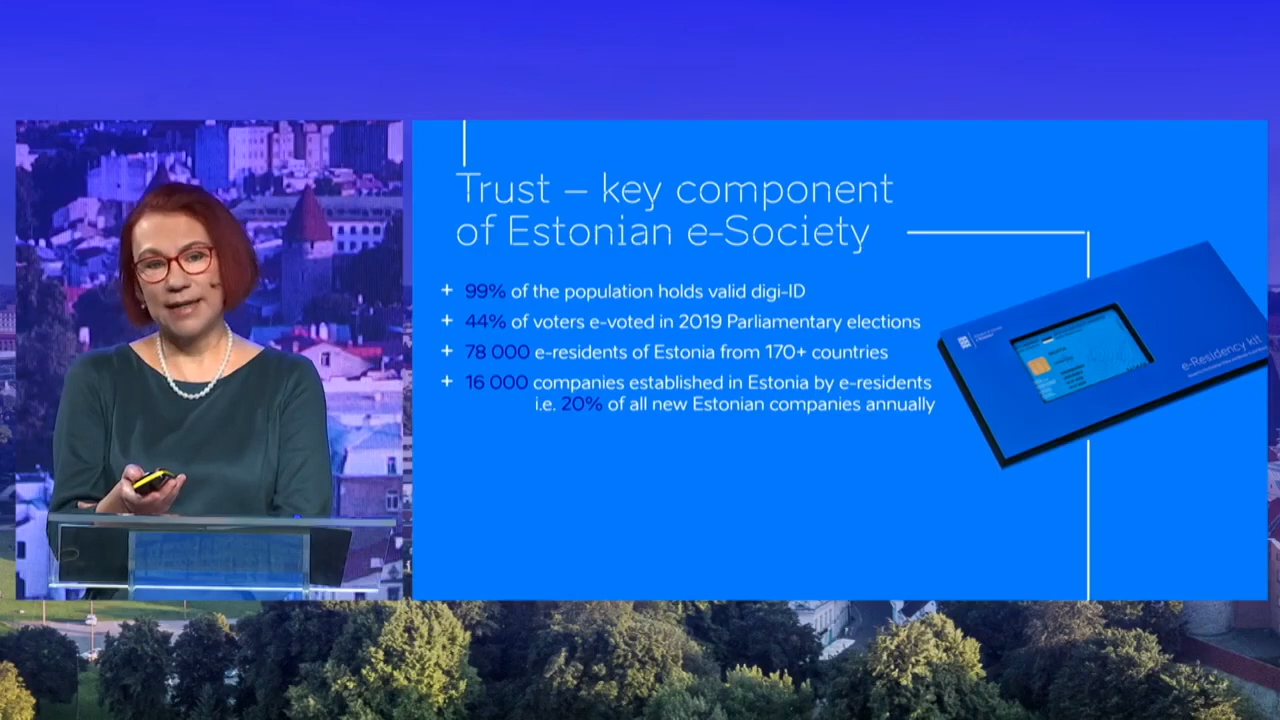 Trust – key component
of Estonian e-Society
+ 99% of the population holds valid digi-ID
+ 44% of voters e-voted in 2019 Parliamentary elections
+ 78 000 e-residents of Estonia from 170+ countries
+ 16 000 companies established in Estonia by e-residents
i.e. 20% of all new Estonian companies annually
e-Residency kit